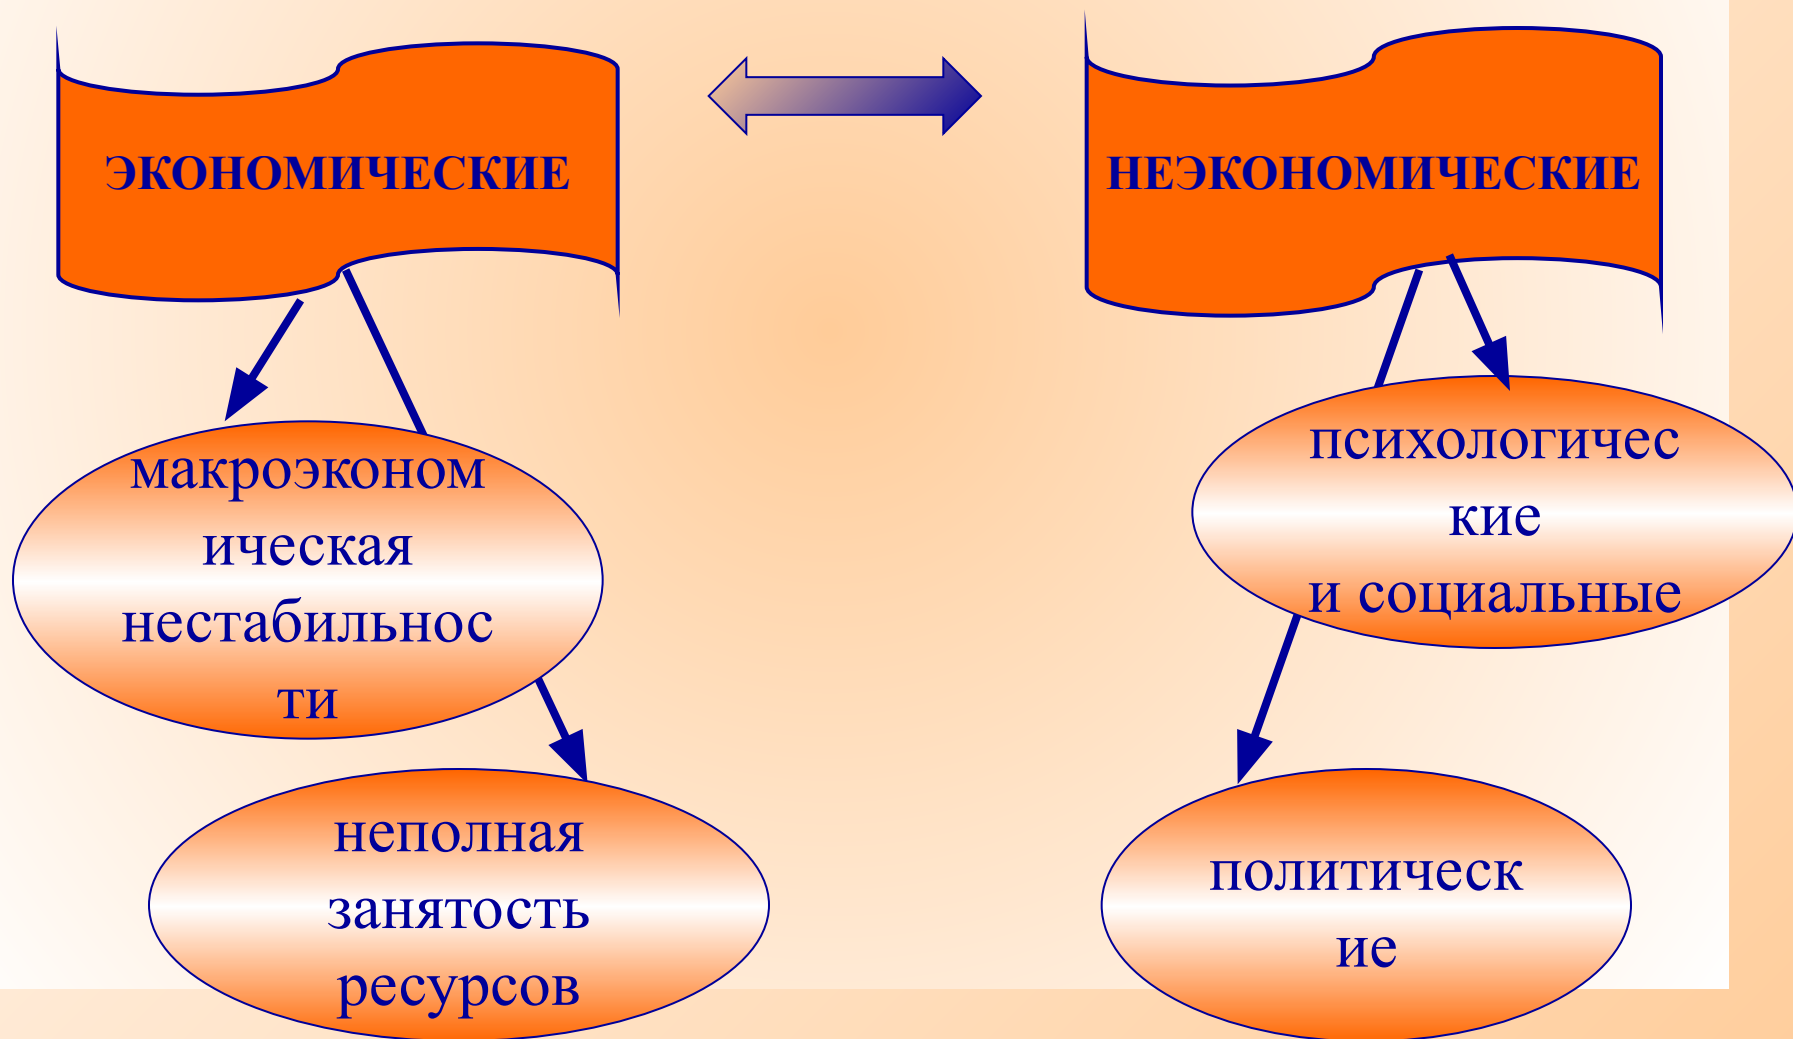 ЭКОНОМИЧЕСКИЕ
НЕЭКОНОМИЧЕСКИЕ
макроэконом
ическая
нестабильнос
ти
психологичес
кие
и социальные
неполная
занятость
ресурсов
политическ
ие